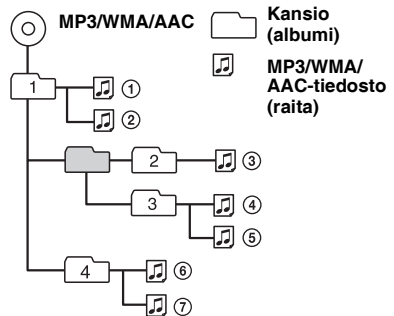 MP3/WMA/AAC
Kansio
(albumi)
MP3/WMA/
AAC-tiedosto
(raita)
1
①
②
2
③
3
④
⑤
4
⑥
⑦